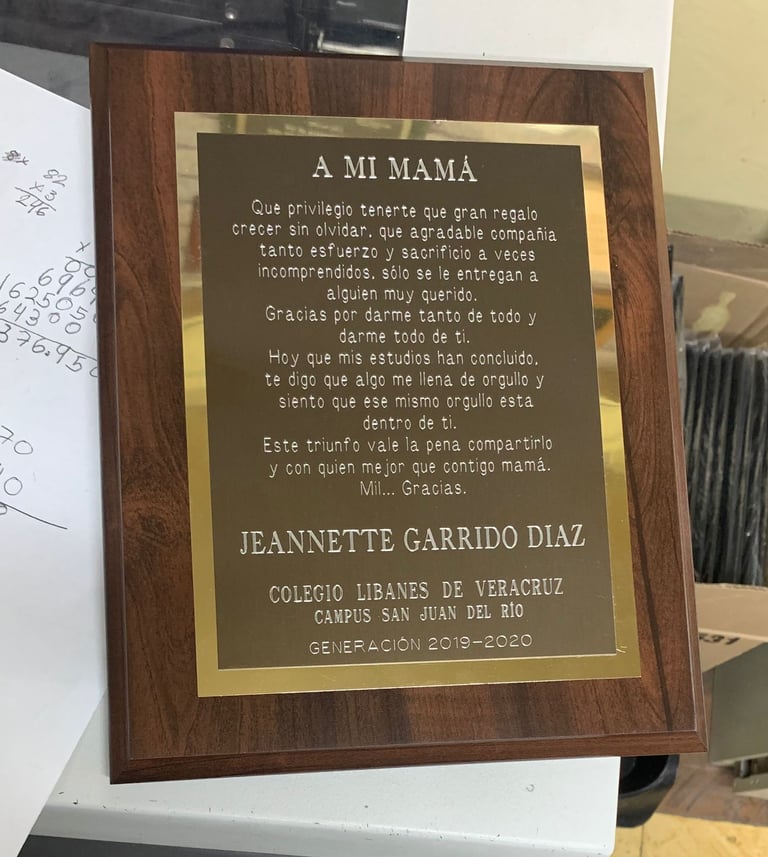 A MI MAMÁ
Que privilegio tenerte que gran regalo
crecer sin olvidar, que agradable compañia
tanto esfuerzo y sacrificio a veces
incomprendidos, sólo se le entregan a
alguien muy querido.
Gracias por darme tanto de todo y
darme todo de ti.
Hoy que mis estudios han concluido,
te digo que algo me llena de orgullo y
siento que ese mismo orgullo esta
dentro de ti.
Este triunfo vale la pena compartirlo
y con quien mejor que contigo mamá.
Mil... Gracias.
JEANNETTE GARRIDO DIAZ
COLEGIO LIBANES DE VERACRUZ
CAMPUS SAN JUAN DEL RÍO
GENERACIÓN 2019-2020
82
x 3
246